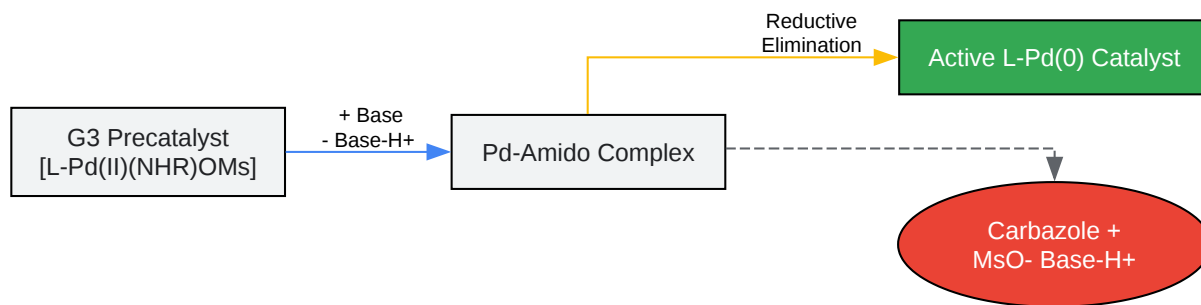 Reductive
Elimination
Active L-Pd(0) Catalyst
+ Base
- Base-H+
G3 Precatalyst
[L-Pd(II)(NHR)OMs]
Pd-Amido Complex
Carbazole +
MsO- Base-H+